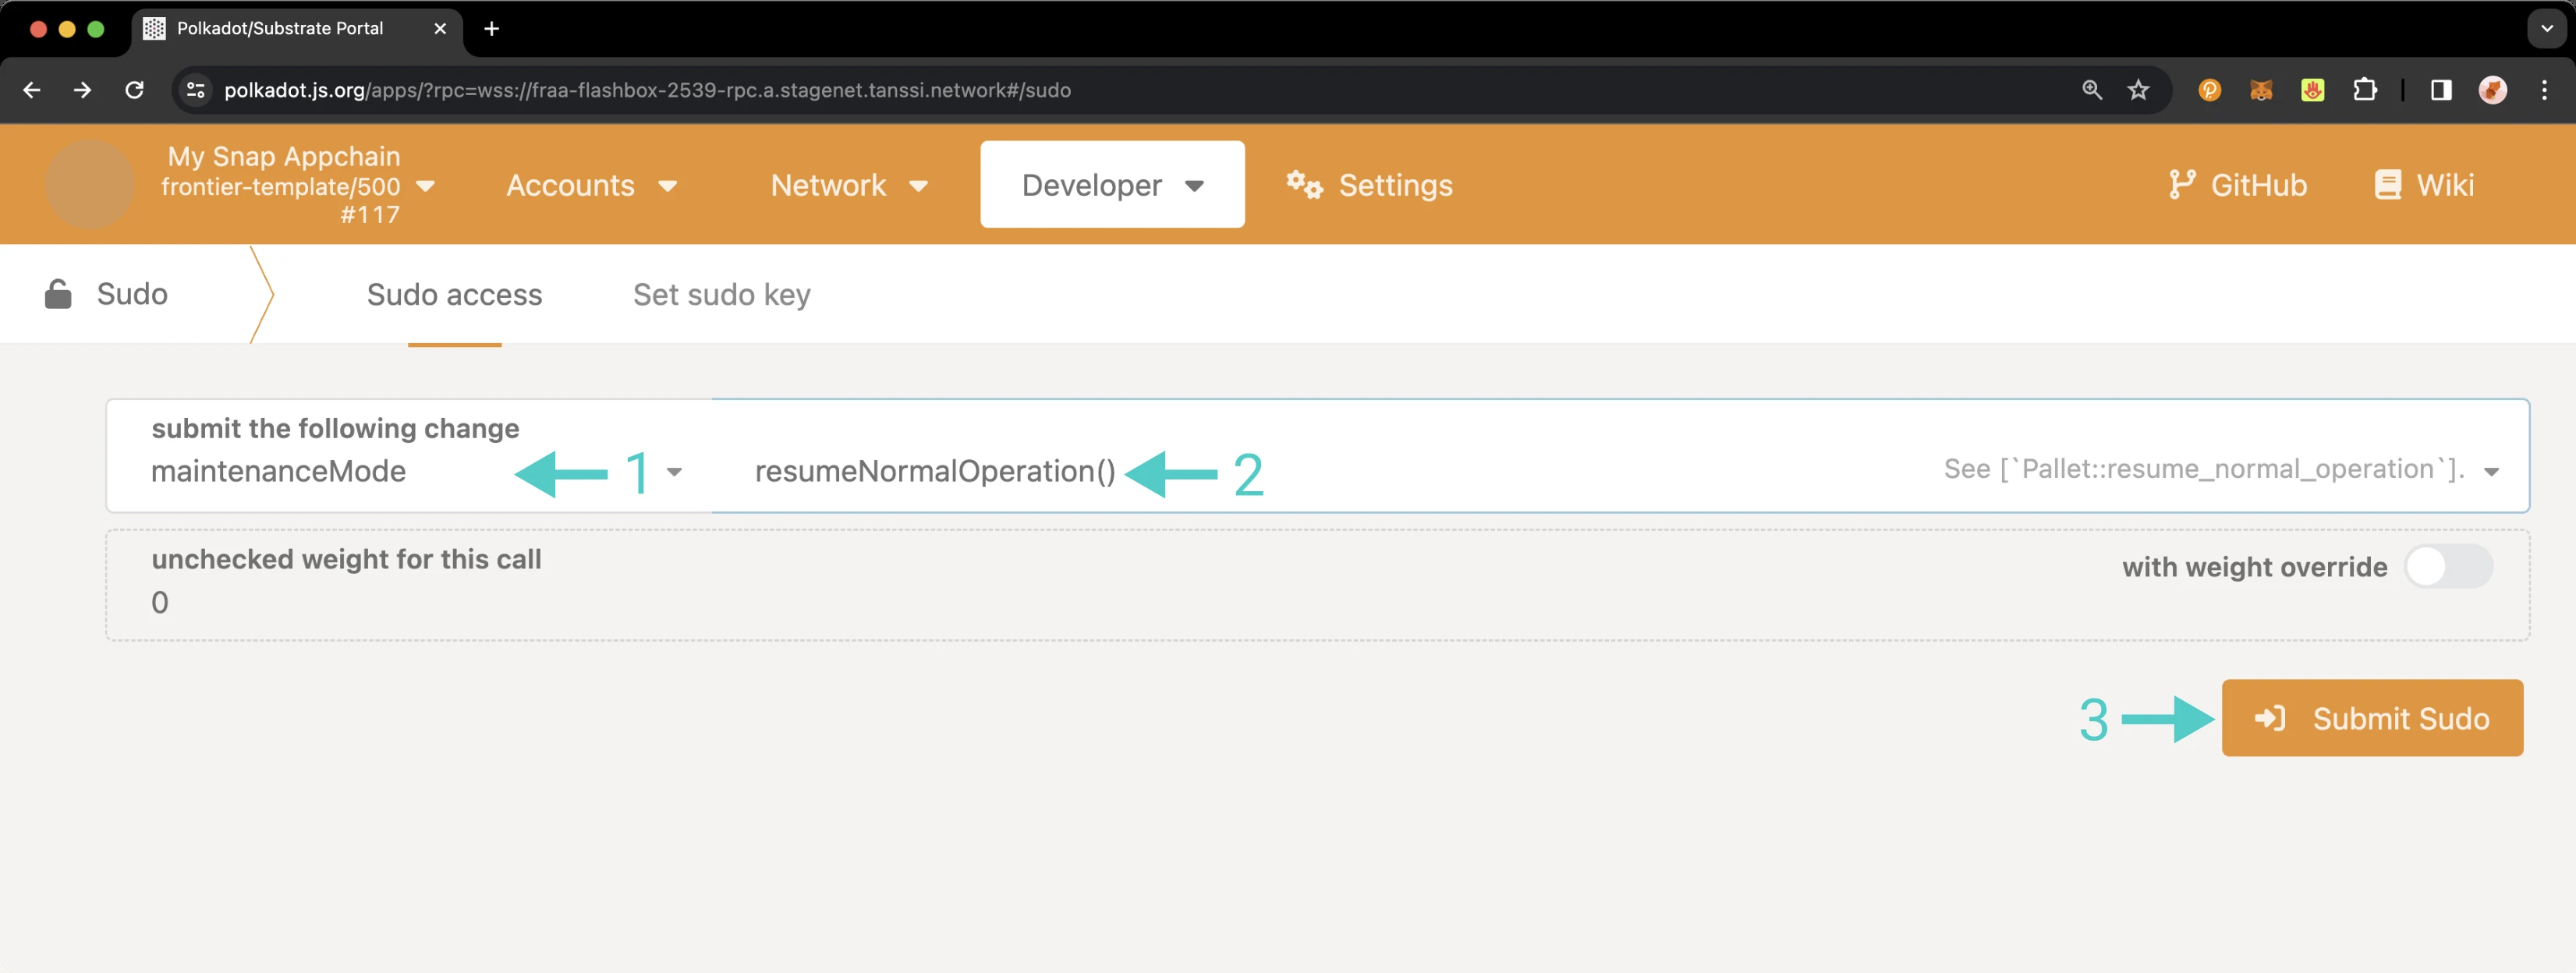 Polkadot/Substrate Portal
polkadot.js.org/apps/?rpc=wss://fraa-flashbox-2539-rpc.a.stagenet.tanssi.network#/sudo
My Snap Appchain
frontier-template/500
#117
Accounts
Network
Developer
Settings
GitHub
Wiki
Sudo
Sudo access
Set sudo key
submit the following change
maintenanceMode
1
resumeNormalOperation()
2
See [`Pallet::resume_normal_operation`].
unchecked weight for this call
0
with weight override
3
Submit Sudo